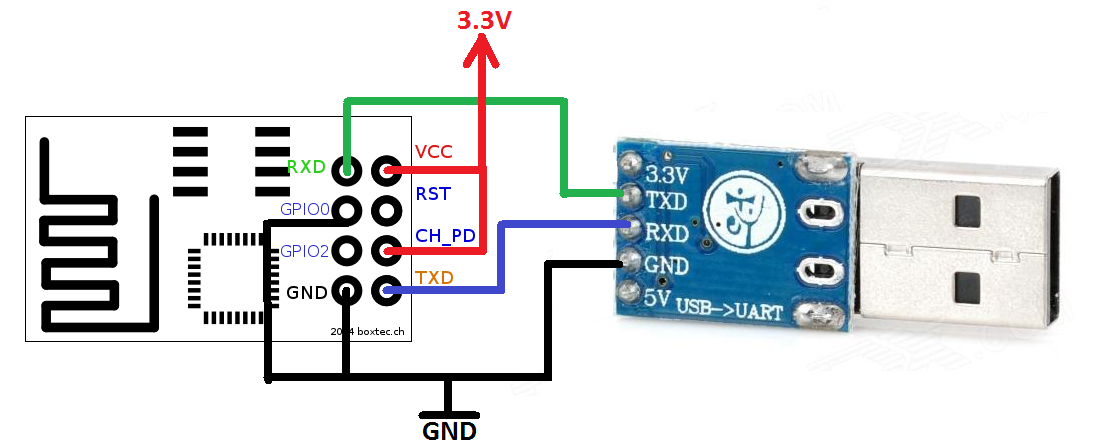 3.3V
RXD
VCC
RST
GPIO0
GPIO2
CH_PD
TXD
GND
boxtec.ch
GND
3.3V
TXD
RXD
GND
5V
USB->UART